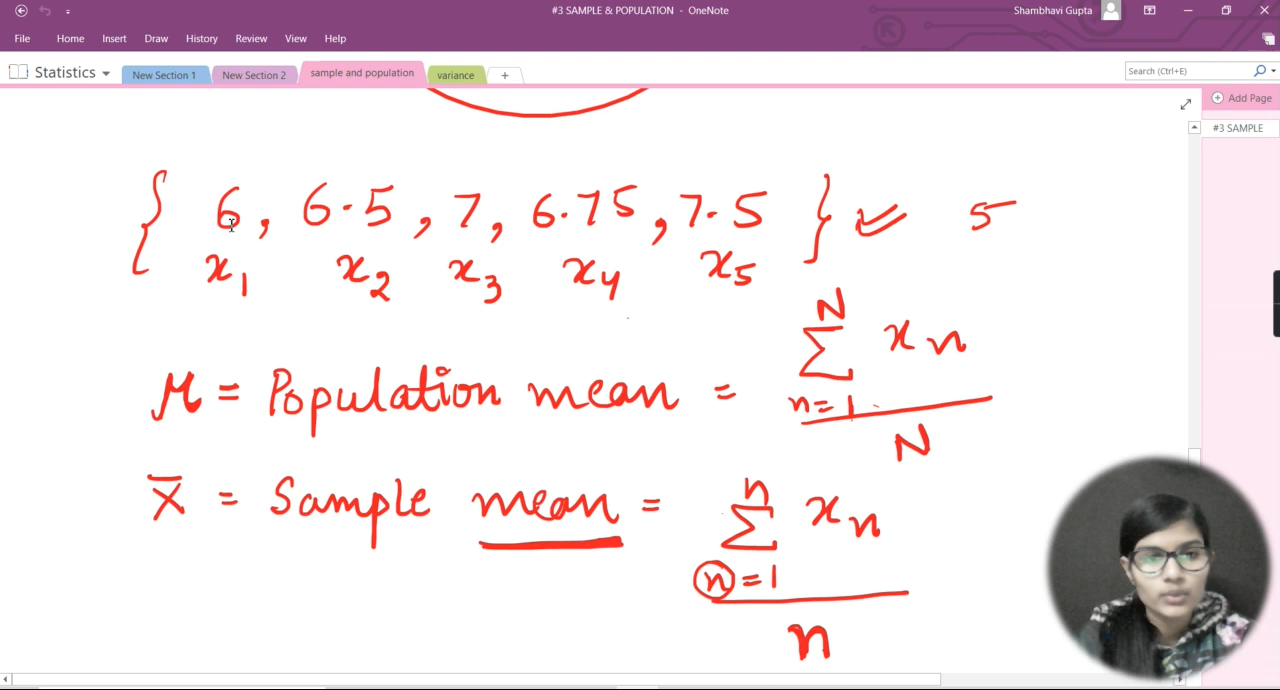 #3 SAMPLE & POPULATION - OneNote
Shambhavi Gupta
File Home Insert Draw History Review View Help
Statistics New Section 1 New Section 2 sample and population variance + Search (Ctrl+E)
+ Add Page
#3 SAMPLE
{ 6, 6.5, 7, 6.75, 7.5 } 5
x1 x2 x3 x4 x5
N
∑ xn
μ = Population mean = n=1
N
n
X̄ = Sample mean = ∑ xn
n=1
n